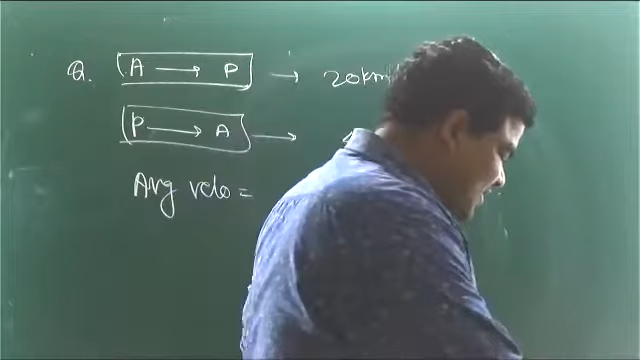 Q. (A → P) → 20km
(P → A) →
Avg velo =